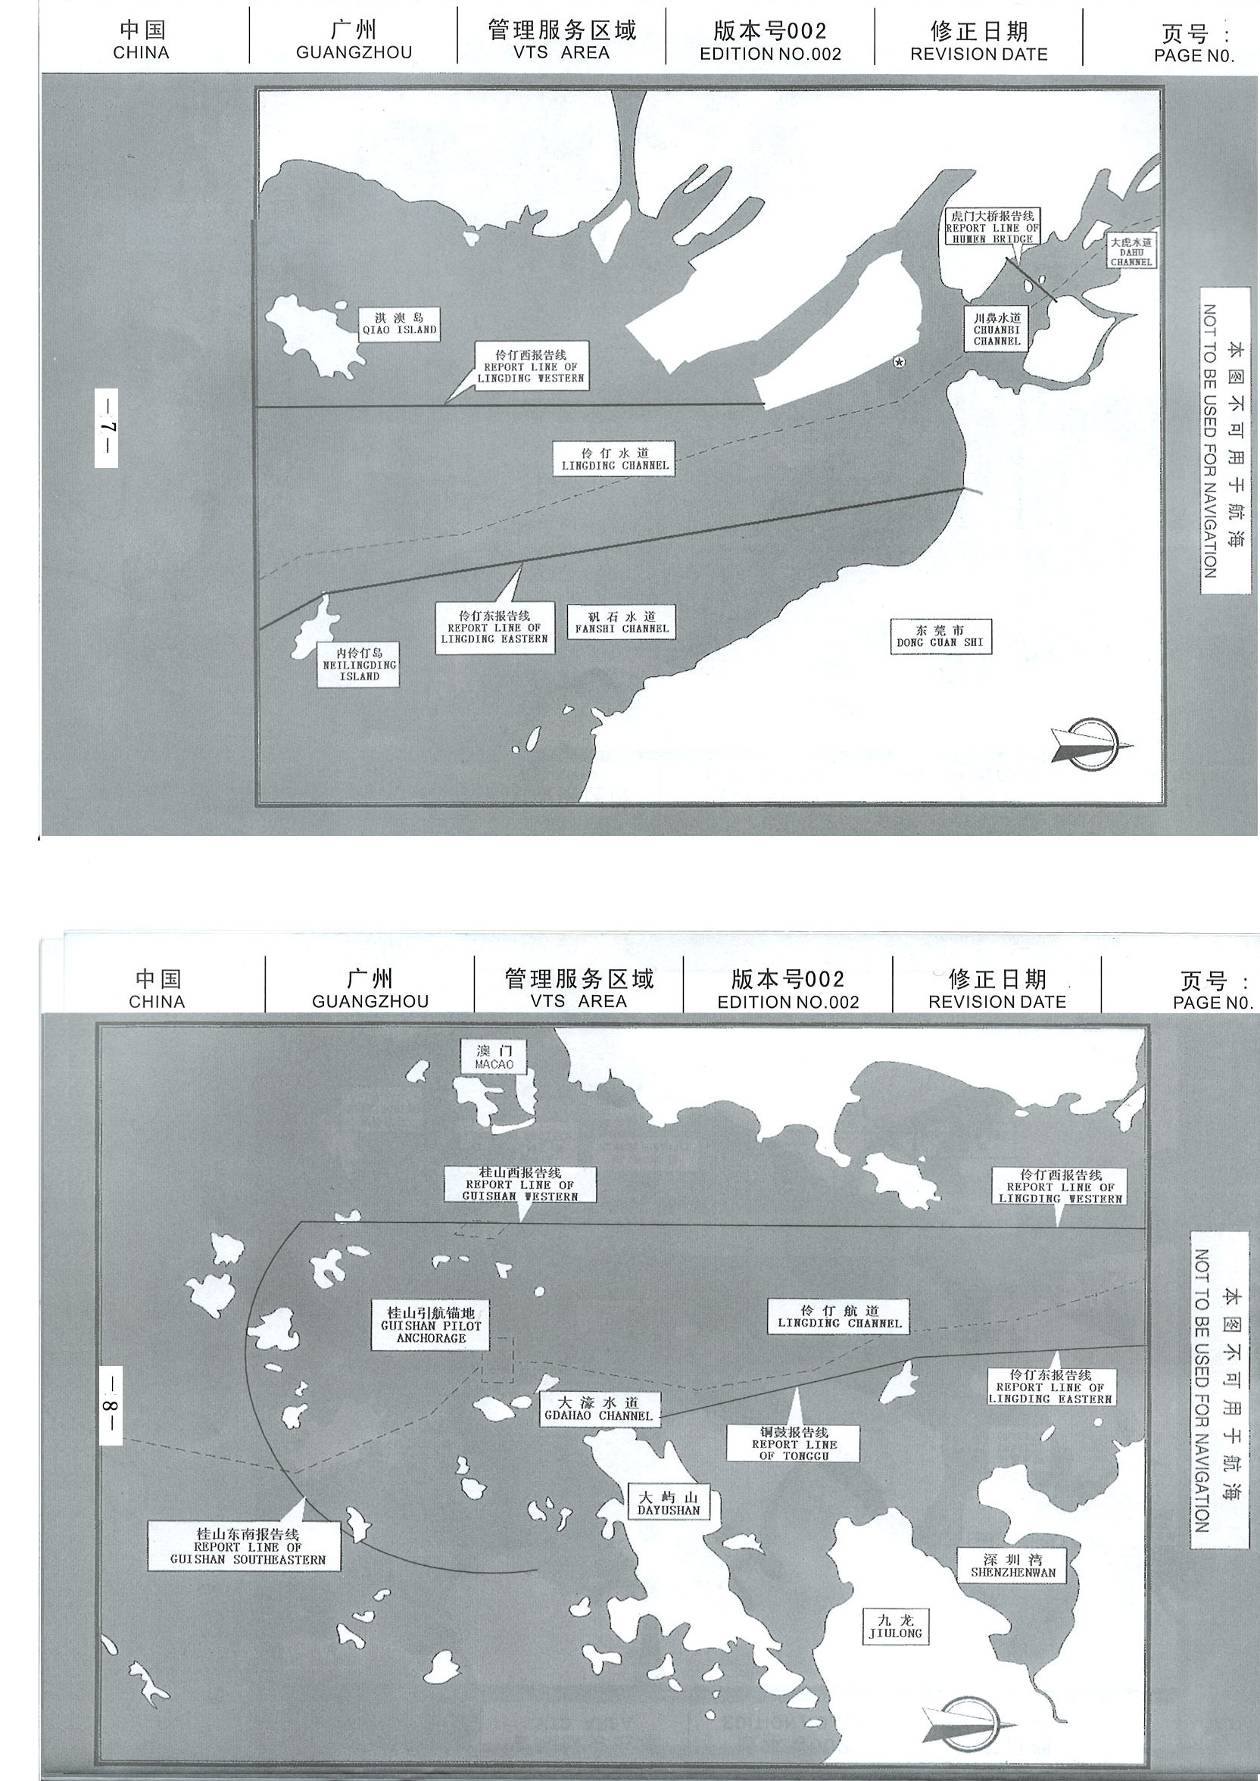 中国
CHINA
广州
GUANGZHOU
管理服务区域
VTS AREA
版本号002
EDITION NO.002
修正日期
REVISION DATE
页号：
PAGE N0.
虎门大桥报告线
REPORT LINE OF
HUMEN BRIDGE
大虎水道
DAHU
CHANNEL
淇澳岛
QIAO ISLAND
川鼻水道
CHUANBI
CHANNEL
伶仃西报告线
REPORT LINE OF
LINGDING WESTERN
伶仃水道
LINGDING CHANNEL
伶仃东报告线
REPORT LINE OF
LINGDING EASTERN
矾石水道
FANSHI CHANNEL
东莞市
DONG GUAN SHI
内伶仃岛
NEILINGDING
ISLAND
—7—
本图不可用于航海
NOT TO BE USED FOR NAVIGATION
中国
CHINA
广州
GUANGZHOU
管理服务区域
VTS AREA
版本号002
EDITION NO.002
修正日期
REVISION DATE
页号：
PAGE N0.
澳门
MACAO
桂山西报告线
REPORT LINE OF
GUISHAN WESTERN
伶仃西报告线
REPORT LINE OF
LINGDING WESTERN
桂山引航锚地
GUISHAN PILOT
ANCHORAGE
伶仃航道
LINGDING CHANNEL
伶仃东报告线
REPORT LINE OF
LINGDING EASTERN
大濠水道
GDAHAO CHANNEL
铜鼓报告线
REPORT LINE
OF TONGGU
大屿山
DAYUSHAN
桂山东南报告线
REPORT LINE OF
GUISHAN SOUTHEASTERN
深圳湾
SHENZHENWAN
九龙
JIULONG
—8—
本图不可用于航海
NOT TO BE USED FOR NAVIGATION